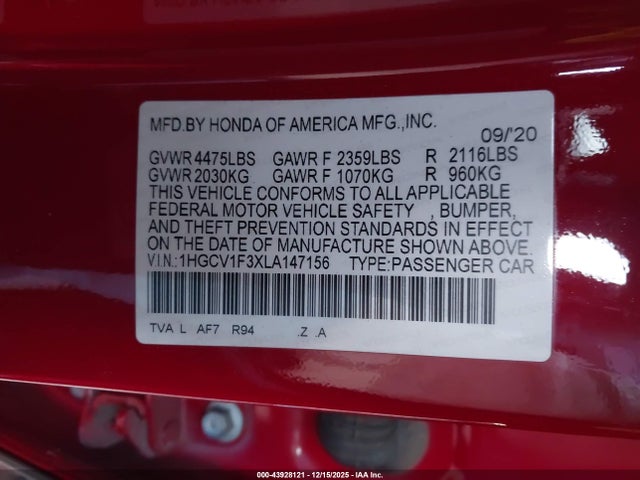 MFD.BY HONDA OF AMERICA MFG.,INC.
09/'20
GVWR 4475LBS GAWR F 2359LBS R 2116LBS
GVWR 2030KG GAWR F 1070KG R 960KG
THIS VEHICLE CONFORMS TO ALL APPLICABLE
FEDERAL MOTOR VEHICLE SAFETY , BUMPER,
AND THEFT PREVENTION STANDARDS IN EFFECT
ON THE DATE OF MANUFACTURE SHOWN ABOVE.
V.I.N.:1HGCV1F3XLA147156 TYPE:PASSENGER CAR
TVA L AF7 R94 .Z .A
000-43928121 - 12/15/2025 - IAA Inc.